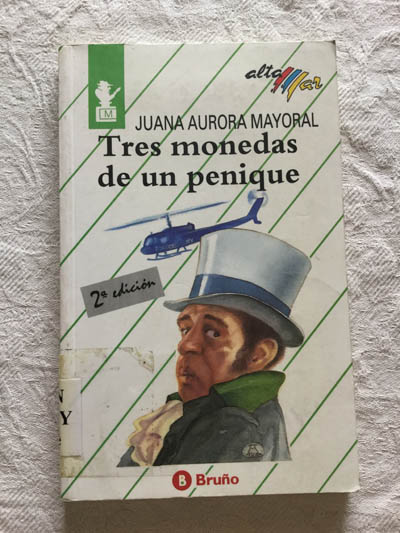 alta
mar
M
JUANA AURORA MAYORAL
Tres monedas
de un penique
2ª edición
N
Y
B Bruño